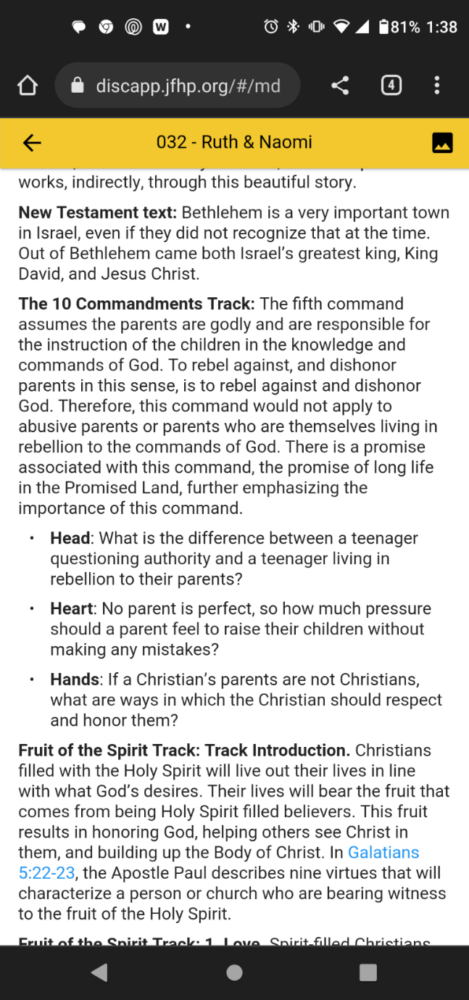 W
81% 1:38
discapp.jfhp.org/#/md
4
032 - Ruth & Naomi
works, indirectly, through this beautiful story.
New Testament text: Bethlehem is a very important town
in Israel, even if they did not recognize that at the time.
Out of Bethlehem came both Israel’s greatest king, King
David, and Jesus Christ.
The 10 Commandments Track: The fifth command
assumes the parents are godly and are responsible for
the instruction of the children in the knowledge and
commands of God. To rebel against, and dishonor
parents in this sense, is to rebel against and dishonor
God. Therefore, this command would not apply to
abusive parents or parents who are themselves living in
rebellion to the commands of God. There is a promise
associated with this command, the promise of long life
in the Promised Land, further emphasizing the
importance of this command.
• Head: What is the difference between a teenager
questioning authority and a teenager living in
rebellion to their parents?
• Heart: No parent is perfect, so how much pressure
should a parent feel to raise their children without
making any mistakes?
• Hands: If a Christian’s parents are not Christians,
what are ways in which the Christian should respect
and honor them?
Fruit of the Spirit Track: Track Introduction. Christians
filled with the Holy Spirit will live out their lives in line
with what God’s desires. Their lives will bear the fruit that
comes from being Holy Spirit filled believers. This fruit
results in honoring God, helping others see Christ in
them, and building up the Body of Christ. In Galatians
5:22-23, the Apostle Paul describes nine virtues that will
characterize a person or church who are bearing witness
to the fruit of the Holy Spirit.
Fruit of the Spirit Track: 1. Love. Spirit-filled Christians